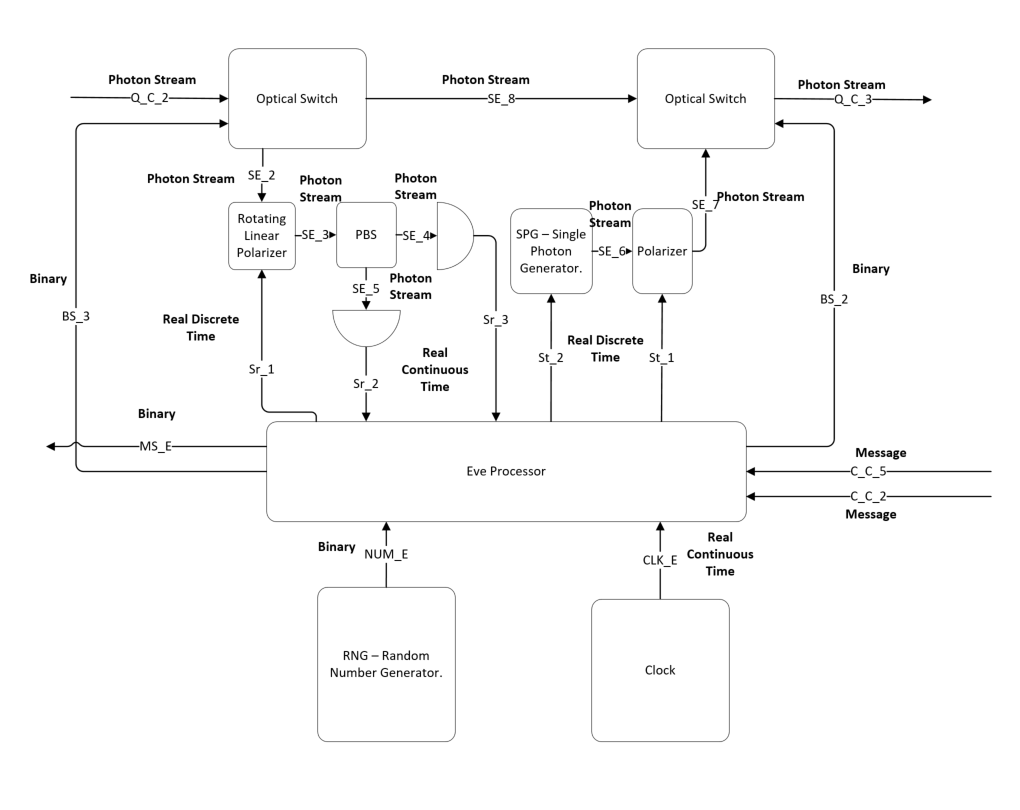 Photon Stream
Q_C_2
Optical Switch
Photon Stream
SE_8
Optical Switch
Photon Stream
Q_C_3
Photon Stream
SE_2
Photon
Stream
Photon
Stream
Rotating
Linear
Polarizer
SE_3
PBS
SE_4
Photon
Stream
SE_7
Photon Stream
SPG – Single
Photon
Generator.
SE_6
Polarizer
Binary
BS_3
SE_5
Photon
Stream
Binary
BS_2
Real Discrete
Time
Sr_3
Real Discrete
Time
Sr_1
Sr_2
Real
Continuous
Time
St_2
St_1
Binary
MS_E
Eve Processor
Message
C_C_5
C_C_2
Message
Binary
NUM_E
CLK_E
Real
Continuous
Time
RNG – Random
Number Generator.
Clock